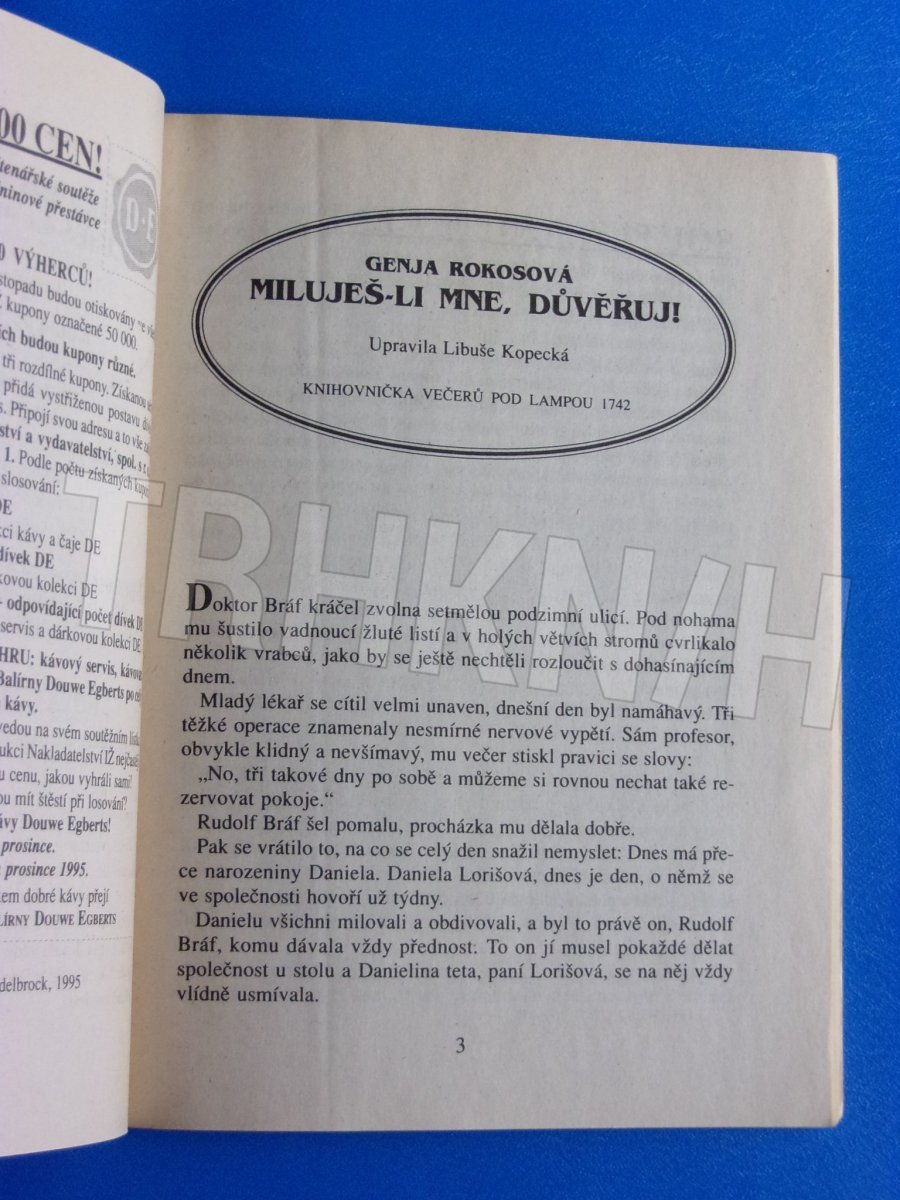 00 CEN!
tenářské soutěže
ninové přestávce
D·E
0 VÝHERCŮ!
stopadu budou otiskovány ve
kupony označené 50 000.
ich budou kupony různé.
tři rozdílné kupony. Získanou
přidá vystřiženou postavu
s. Připojí svou adresu a to vše
ství a vydavatelství, spol. s r.
1. Podle počtu získaných
slosování:
DE
kci kávy a čaje DE
dívek DE
kovou kolekci DE
- odpovídající počet dívek DE
servis a dárkovou kolekci DE
HRU: kávový servis,
Balírny Douwe Egberts po
kávy.
vedou na svém soutěžním
ukci Nakladatelství IŽ
u cenu, jakou vyhráli sami!
ou mít štěstí při losování?
ávy Douwe Egberts!
prosince.
prosince 1995.
kem dobré kávy přejí
LÍRNY DOUWE EGBERTS
delbrock, 1995
GENJA ROKOSOVÁ
MILUJEŠ-LI MNE, DŮVĚŘUJ!
Upravila Libuše Kopecká
KNIHOVNIČKA VEČERŮ POD LAMPOU 1742
Doktor Bráf kráčel zvolna setmělou podzimní ulicí. Pod nohama
mu šustilo vadnoucí žluté listí a v holých větvích stromů cvrlikalo
několik vrabců, jako by se ještě nechtěli rozloučit s dohasínajícím
dnem.
Mladý lékař se cítil velmi unaven, dnešní den byl namáhavý. Tři
těžké operace znamenaly nesmírné nervové vypětí. Sám profesor,
obvykle klidný a nevšímavý, mu večer stiskl pravici se slovy:
„No, tři takové dny po sobě a můžeme si rovnou nechat také re-
zervovat pokoje.“
Rudolf Bráf šel pomalu, procházka mu dělala dobře.
Pak se vrátilo to, na co se celý den snažil nemyslet: Dnes má pře-
ce narozeniny Daniela. Daniela Lorišová, dnes je den, o němž se
ve společnosti hovoří už týdny.
Danielu všichni milovali a obdivovali, a byl to právě on, Rudolf
Bráf, komu dávala vždy přednost. To on jí musel pokaždé dělat
společnost u stolu a Danielina teta, paní Lorišová, se na něj vždy
vlídně usmívala.
3
TRHKNIH